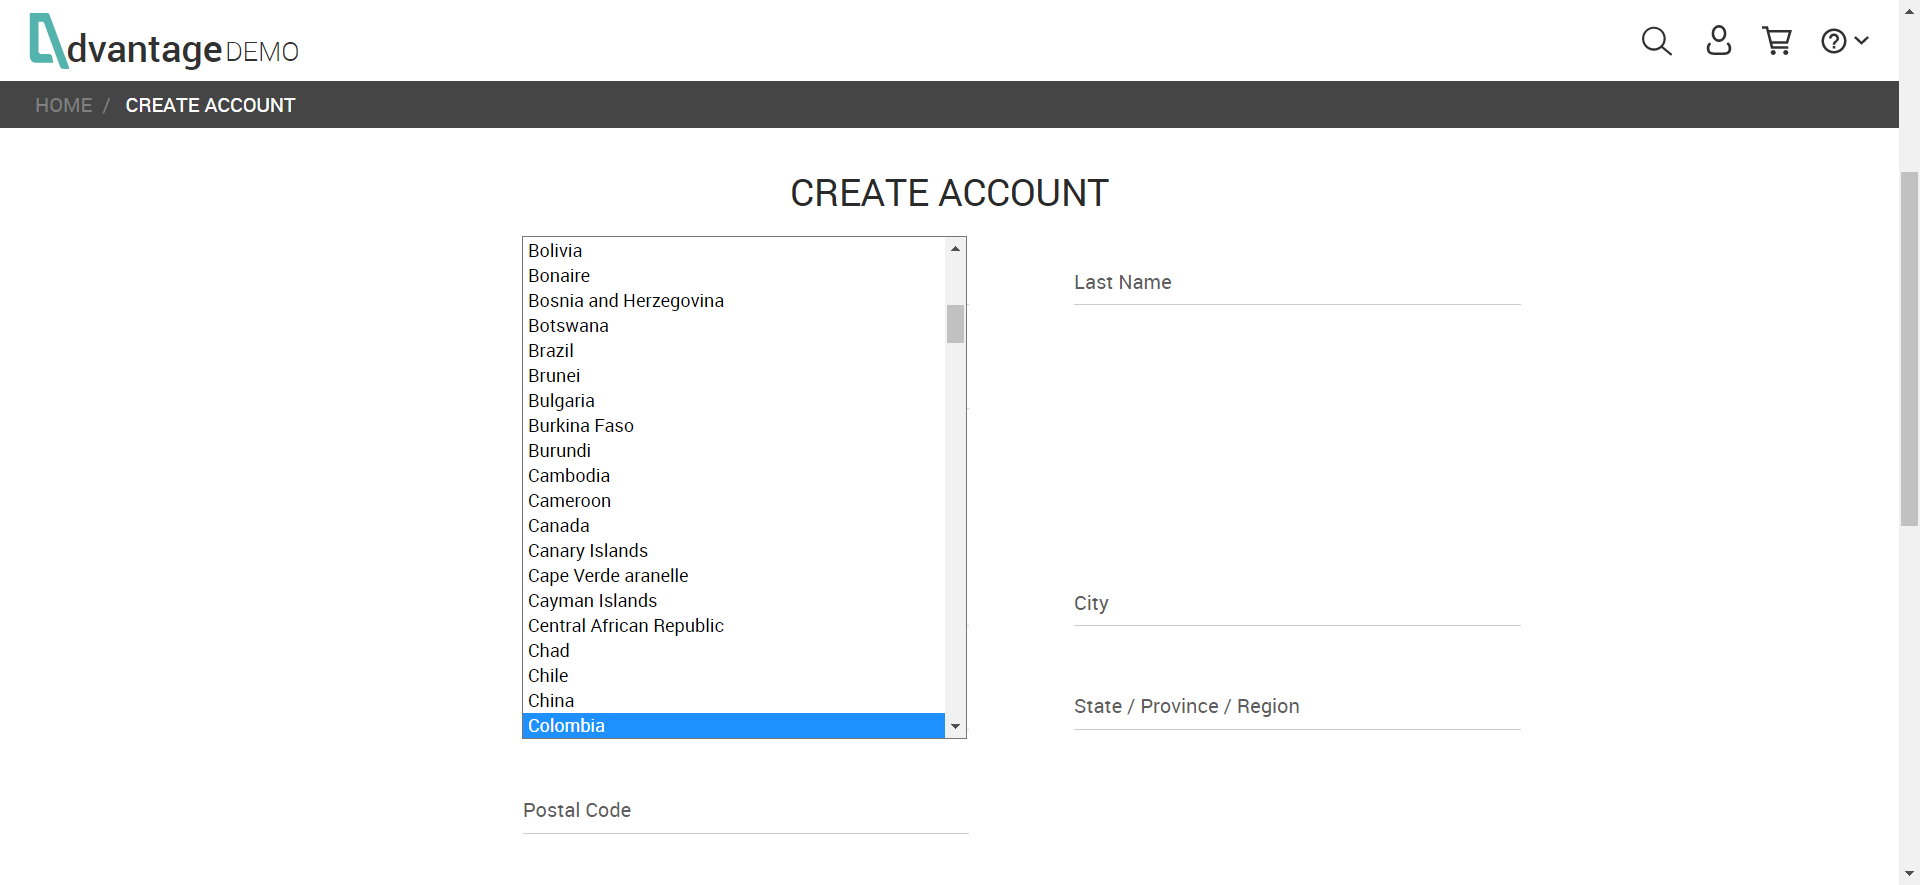 dvantage DEMO
HOME / CREATE ACCOUNT
CREATE ACCOUNT
Bolivia
Bonaire
Bosnia and Herzegovina
Botswana
Brazil
Brunei
Bulgaria
Burkina Faso
Burundi
Cambodia
Cameroon
Canada
Canary Islands
Cape Verde aranelle
Cayman Islands
Central African Republic
Chad
Chile
China
Colombia
Last Name
City
State / Province / Region
Postal Code